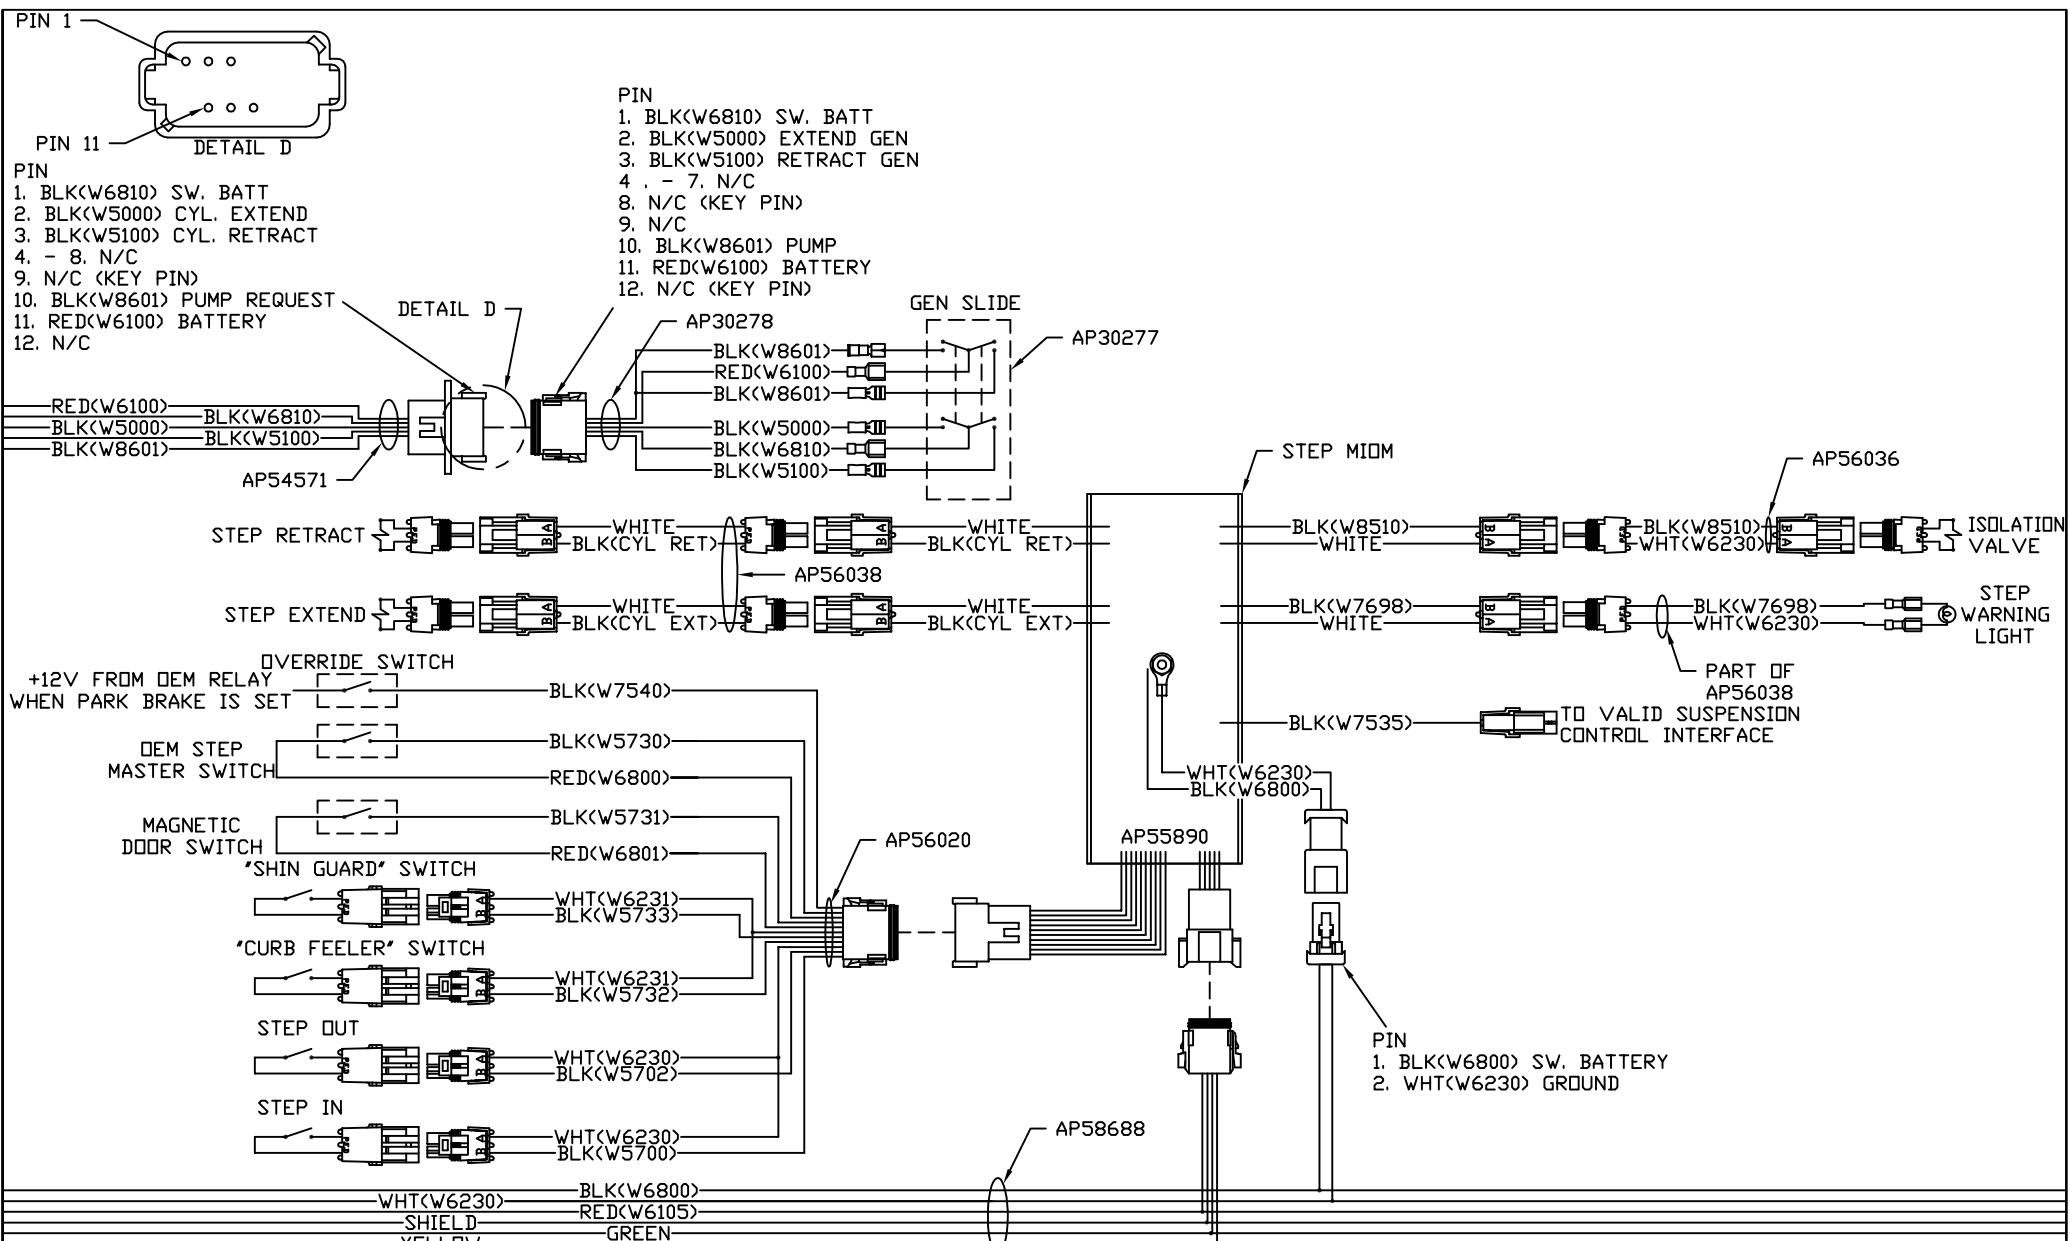 PIN 1
PIN 11
DETAIL D
PIN
1. BLK(W6810) SW. BATT
2. BLK(W5000) CYL. EXTEND
3. BLK(W5100) CYL. RETRACT
4. - 8. N/C
9. N/C (KEY PIN)
10. BLK(W8601) PUMP REQUEST
11. RED(W6100) BATTERY
12. N/C
PIN
1. BLK(W6810) SW. BATT
2. BLK(W5000) EXTEND GEN
3. BLK(W5100) RETRACT GEN
4 . - 7. N/C
8. N/C (KEY PIN)
9. N/C
10. BLK(W8601) PUMP
11. RED(W6100) BATTERY
12. N/C (KEY PIN)
DETAIL D
AP30278
GEN SLIDE
AP30277
BLK(W8601)
RED(W6100)
BLK(W8601)
BLK(W5000)
BLK(W6810)
BLK(W5100)
RED(W6100)
BLK(W6810)
BLK(W5000)
BLK(W5100)
BLK(W8601)
AP54571
STEP MIOM
AP56036
STEP RETRACT
A
B
WHITE
BLK(CYL RET)
A
B
WHITE
BLK(CYL RET)
AP56038
STEP EXTEND
A
B
WHITE
BLK(CYL EXT)
A
B
WHITE
BLK(CYL EXT)
BLK(W8510)
WHITE
B
A
BLK(W8510)
WHT(W6230)
B
A
ISOLATION
VALVE
BLK(W7698)
WHITE
B
A
BLK(W7698)
WHT(W6230)
STEP
WARNING
LIGHT
PART OF
AP56038
BLK(W7535)
TO VALID SUSPENSION
CONTROL INTERFACE
OVERRIDE SWITCH
+12V FROM OEM RELAY
WHEN PARK BRAKE IS SET
BLK(W7540)
OEM STEP
MASTER SWITCH
BLK(W5730)
RED(W6800)
MAGNETIC
DOOR SWITCH
BLK(W5731)
RED(W6801)
WHT(W6230)
BLK(W6800)
AP55890
AP56020
"SHIN GUARD" SWITCH
A
B
WHT(W6231)
BLK(W5733)
"CURB FEELER" SWITCH
A
B
WHT(W6231)
BLK(W5732)
STEP OUT
A
B
WHT(W6230)
BLK(W5702)
STEP IN
A
B
WHT(W6230)
BLK(W5700)
PIN
1. BLK(W6800) SW. BATTERY
2. WHT(W6230) GROUND
AP58688
BLK(W6800)
WHT(W6230)
RED(W6105)
SHIELD
GREEN
YELLOW